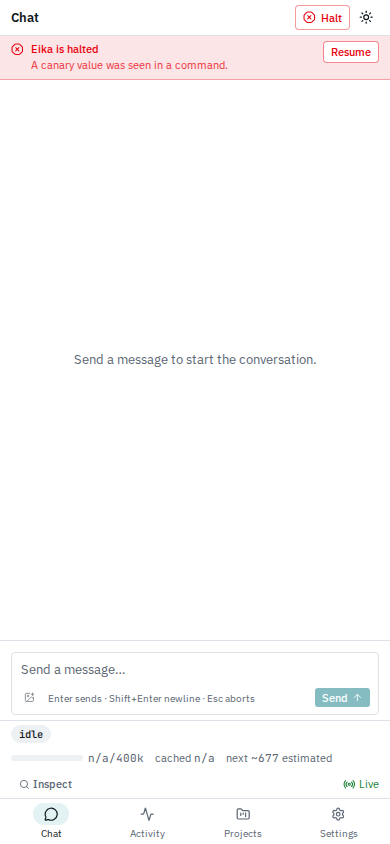 Chat
Halt
Eika is halted
A canary value was seen in a command.
Resume
Send a message to start the conversation.
Send a message...
Enter sends · Shift+Enter newline · Esc aborts
Send
idle
n/a/400k cached n/a next ~677 estimated
Inspect
Live
Chat
Activity
Projects
Settings